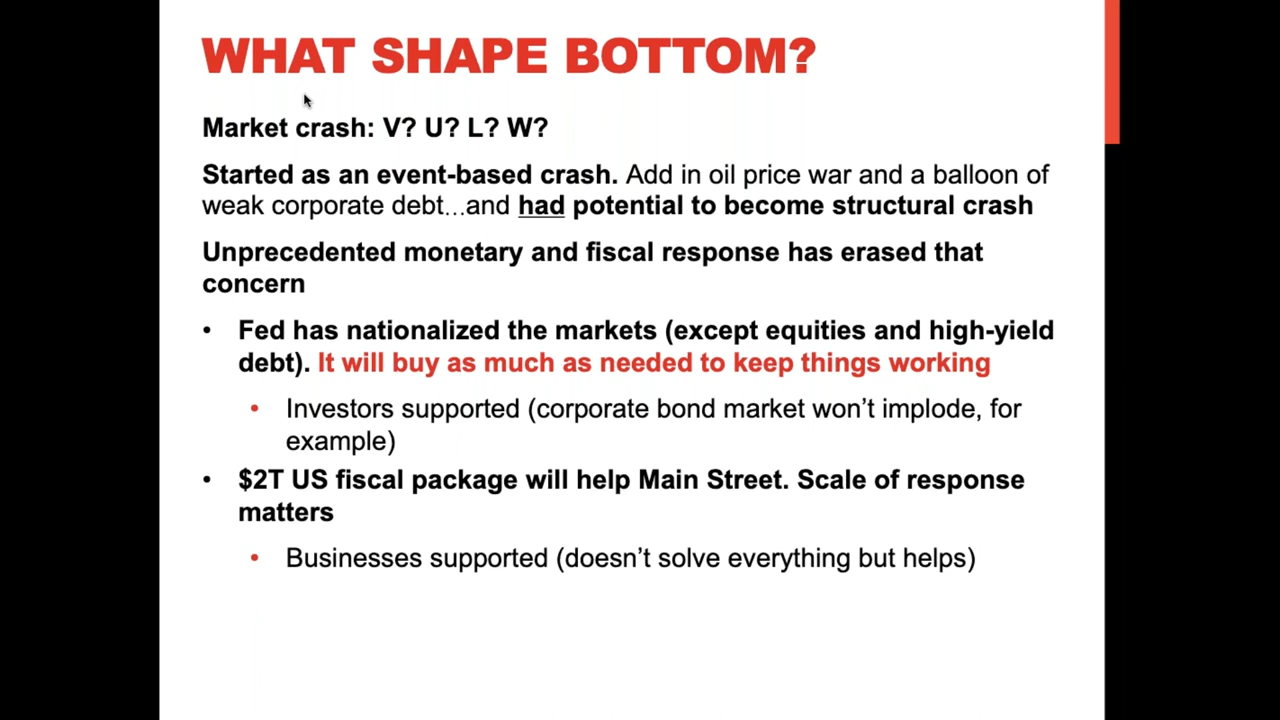 WHAT SHAPE BOTTOM?
Market crash: V? U? L? W?
Started as an event-based crash. Add in oil price war and a balloon of
weak corporate debt…and had potential to become structural crash
Unprecedented monetary and fiscal response has erased that
concern
• Fed has nationalized the markets (except equities and high-yield
debt). It will buy as much as needed to keep things working
• Investors supported (corporate bond market won’t implode, for
example)
• $2T US fiscal package will help Main Street. Scale of response
matters
• Businesses supported (doesn’t solve everything but helps)